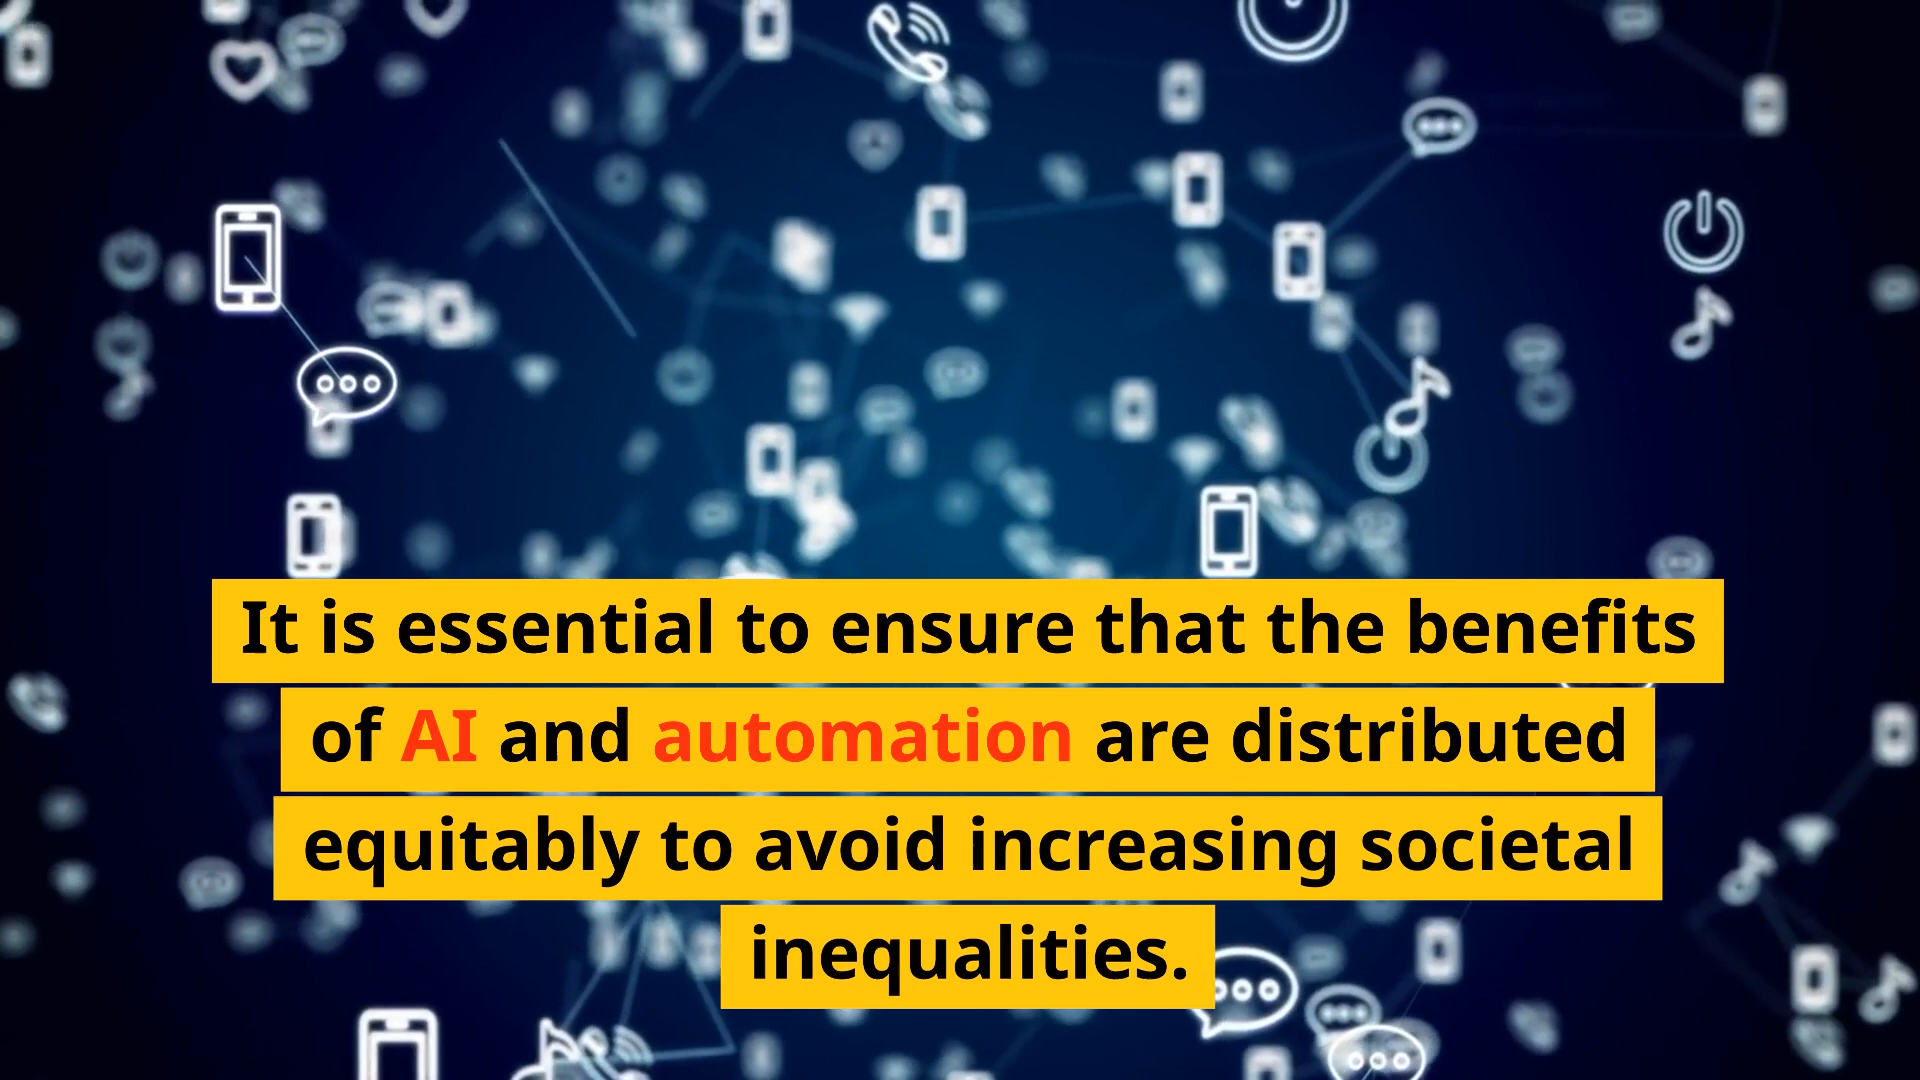 It is essential to ensure that the benefits
of AI and automation are distributed
equitably to avoid increasing societal
inequalities.